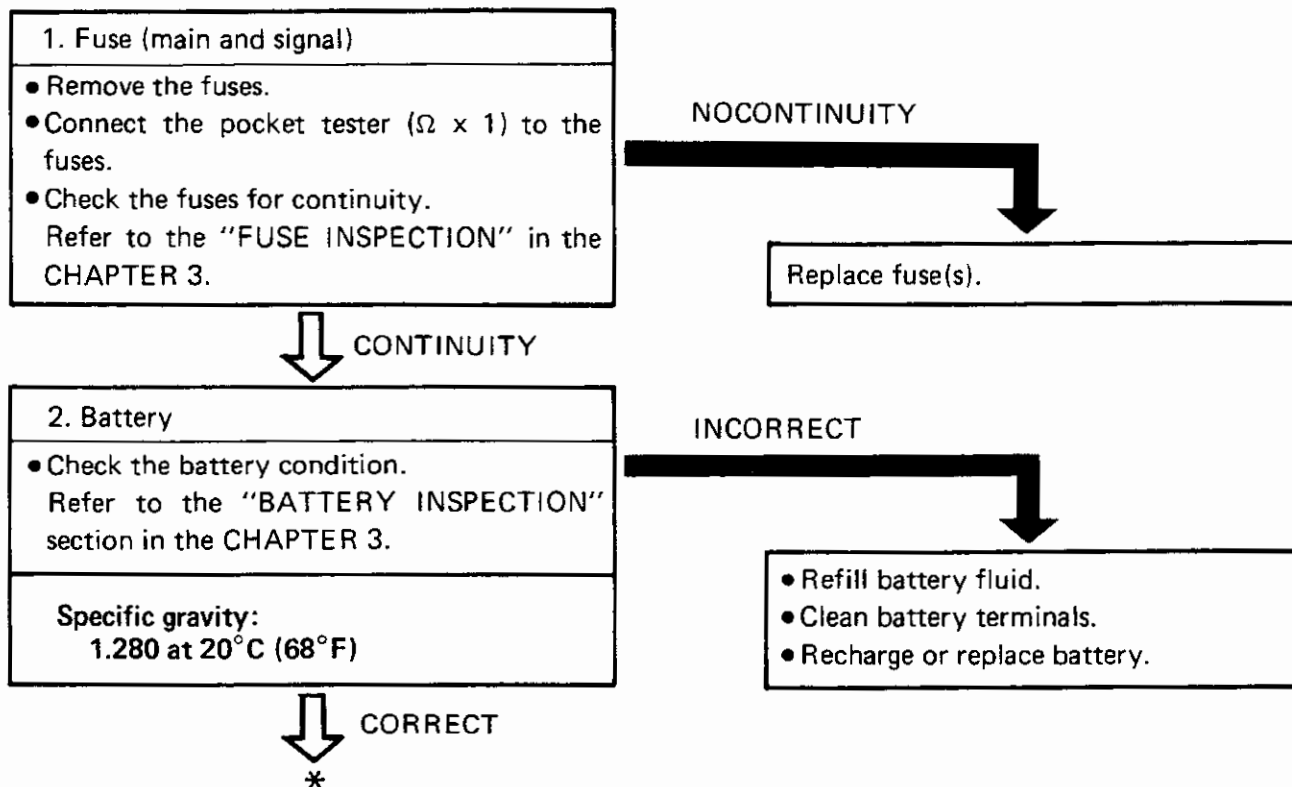 1. Fuse (main and signal)
• Remove the fuses.
• Connect the pocket tester (Ω x 1) to the
fuses.
• Check the fuses for continuity.
Refer to the "FUSE INSPECTION" in the
CHAPTER 3.
NOCONTINUITY
Replace fuse(s).
CONTINUITY
2. Battery
• Check the battery condition.
Refer to the "BATTERY INSPECTION"
section in the CHAPTER 3.
Specific gravity:
1.280 at 20°C (68°F)
INCORRECT
• Refill battery fluid.
• Clean battery terminals.
• Recharge or replace battery.
CORRECT
*